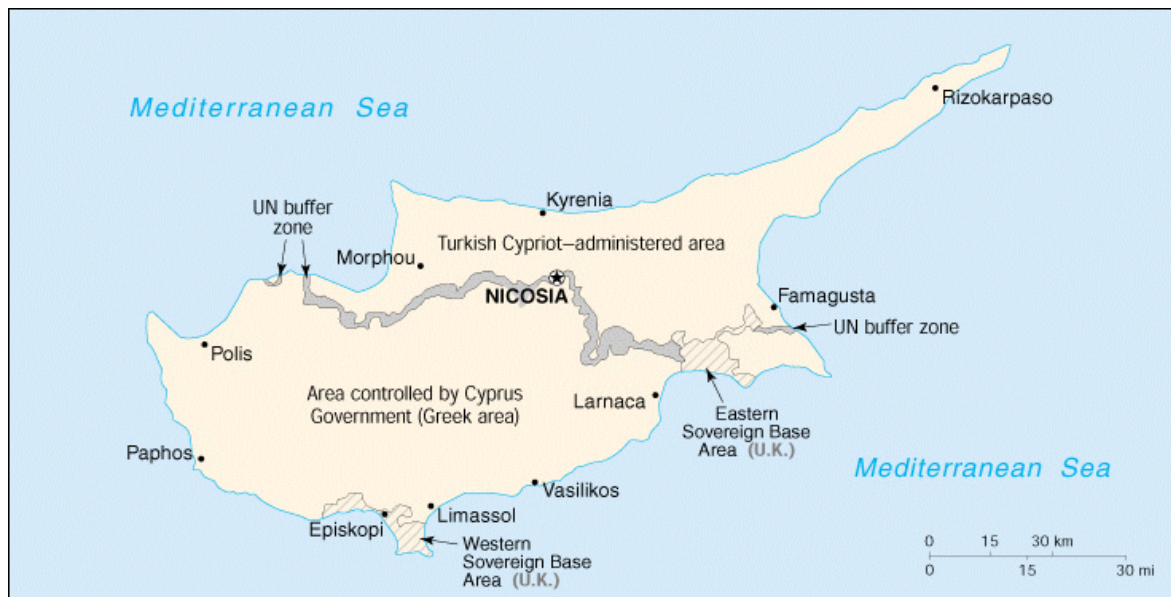 Mediterranean Sea
Rizokarpaso
UN buffer
zone
Kyrenia
Turkish Cypriot–administered area
Morphou
NICOSIA
Famagusta
UN buffer zone
Polis
Area controlled by Cyprus
Government (Greek area)
Larnaca
Eastern
Sovereign Base
Area (U.K.)
Paphos
Mediterranean Sea
Vasilikos
Limassol
Episkopi
Western
Sovereign Base
Area (U.K.)
0 15 30 km
0 15 30 mi